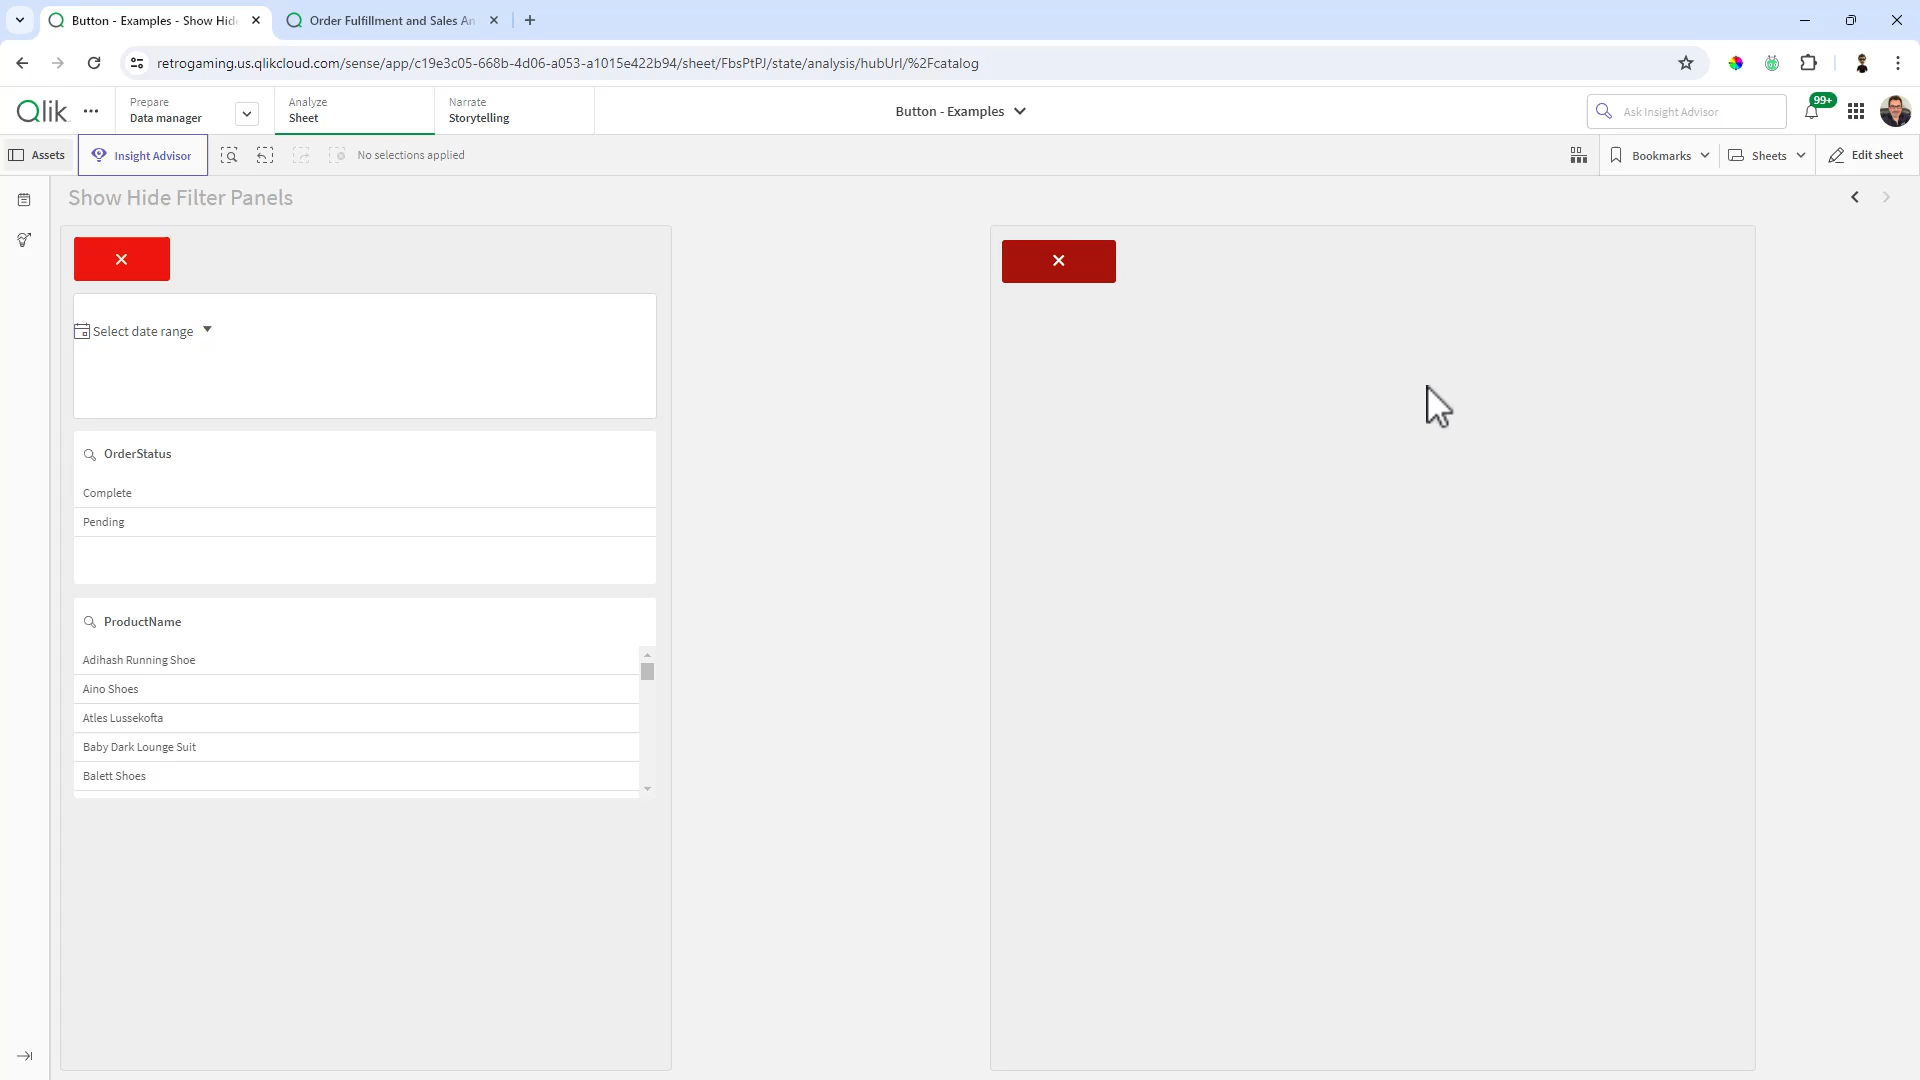 Button - Examples - Show Hid
Order Fulfillment and Sales An
retrogaming.us.qlikcloud.com/sense/app/c19e3c05-668b-4d06-a053-a1015e422b94/sheet/FbsPtPJ/state/analysis/hubUrl/%2Fcatalog
Qlik
Prepare
Data manager
Analyze
Sheet
Narrate
Storytelling
Button - Examples
Ask Insight Advisor
99+
Assets
Insight Advisor
No selections applied
Bookmarks
Sheets
Edit sheet
Show Hide Filter Panels
Select date range
OrderStatus
Complete
Pending
ProductName
Adihash Running Shoe
Aino Shoes
Atles Lussekofta
Baby Dark Lounge Suit
Balett Shoes